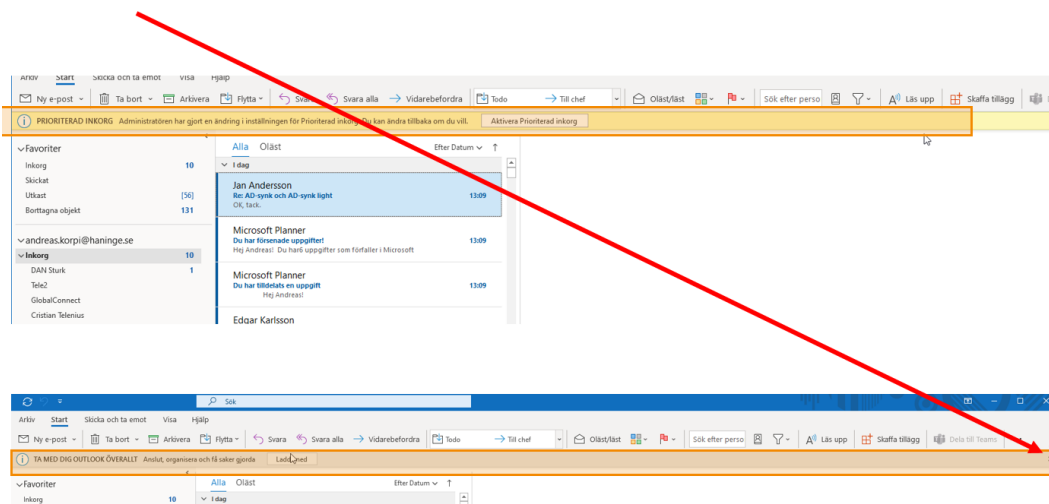 Arkiv Start Skicka och ta emot Visa Hjälp
Ny e-post Ta bort Arkivera Flytta Svara Svara alla Vidarebefordra Todo Till chef Oläst/läst Sök efter perso Läs upp Skaffa tillägg
PRIORITERAD INKORG Administratören har gjort en ändring i inställningen för Prioriterad inkorg. Du kan ändra tillbaka om du vill. Aktivera Prioriterad inkorg
Favoriter
Inkorg 10
Skickat
Utkast [56]
Borttagna objekt 131
andreas.korpi@haninge.se
Inkorg 10
DAN Sturk 1
Tele2
GlobalConnect
Cristian Telenius
Alla Oläst Efter Datum
I dag
Jan Andersson
Re: AD-synk och AD-synk light 13:09
OK, tack.
Microsoft Planner
Du har försenade uppgifter! 13:09
Hej Andreas! Du har6 uppgifter som förfaller i Microsoft
Microsoft Planner
Du har tilldelats en uppgift 13:09
Hej Andreas!
Edgar Karlsson
Sök
Arkiv Start Skicka och ta emot Visa Hjälp
Ny e-post Ta bort Arkivera Flytta Svara Svara alla Vidarebefordra Todo Till chef Oläst/läst Sök efter perso Läs upp Skaffa tillägg Dela till Teams
TA MED DIG OUTLOOK ÖVERALLT Anslut, organisera och få saker gjorda Ladda ned
Favoriter
Inkorg 10
Alla Oläst Efter Datum
I dag